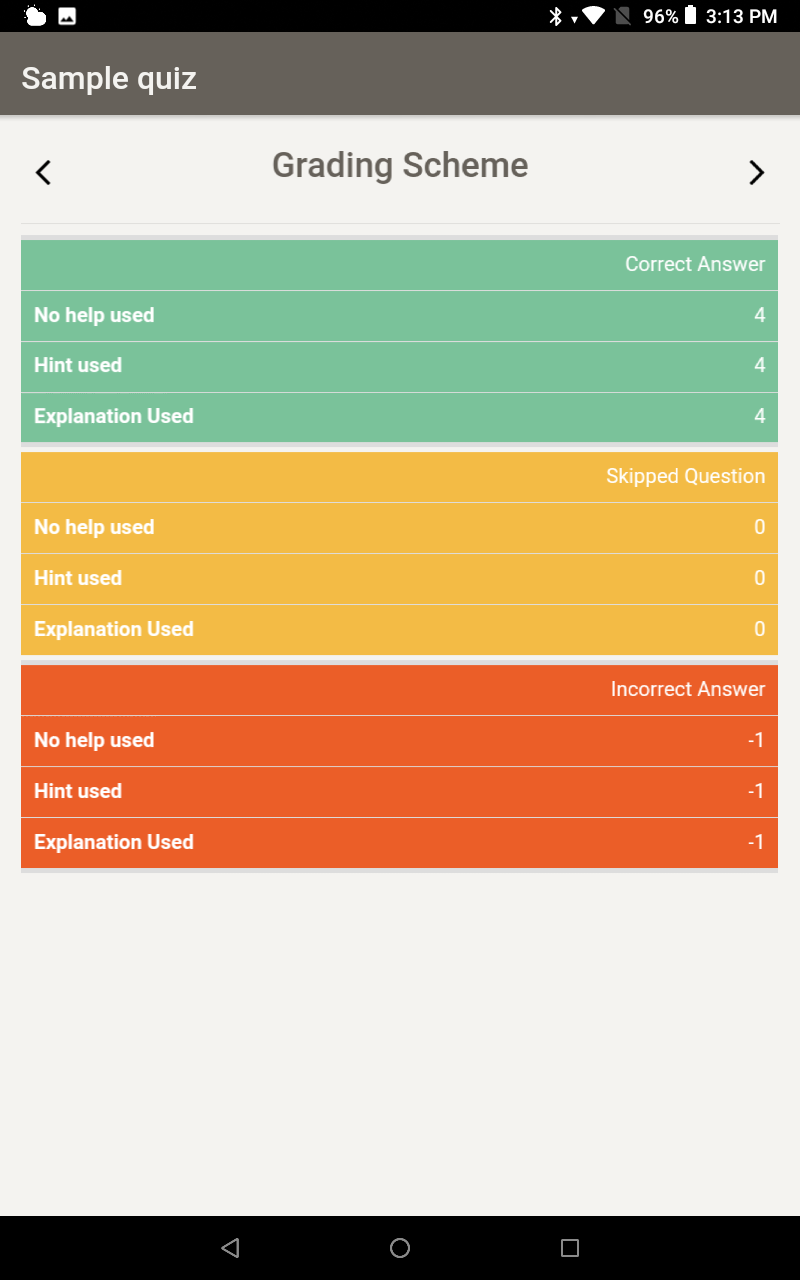 96% 3:13 PM
Sample quiz
Grading Scheme
Correct Answer
No help used 4
Hint used 4
Explanation Used 4
Skipped Question
No help used 0
Hint used 0
Explanation Used 0
Incorrect Answer
No help used -1
Hint used -1
Explanation Used -1